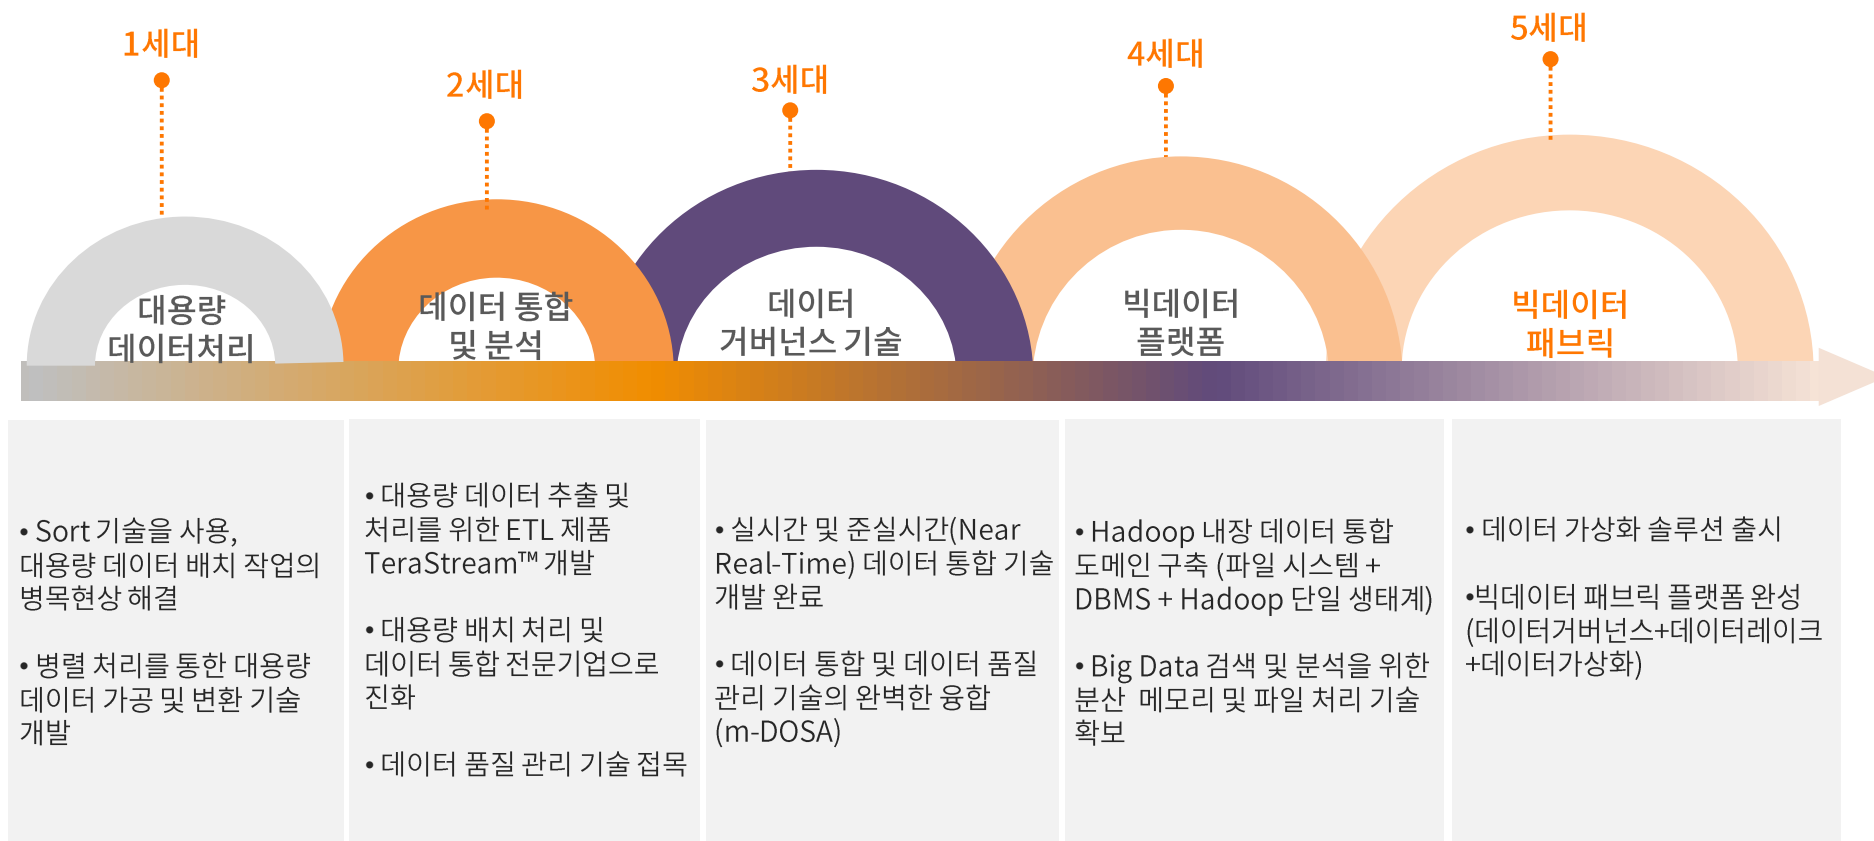 1세대
2세대
3세대
4세대
5세대
대용량
데이터처리
데이터 통합
및 분석
데이터
거버넌스 기술
빅데이터
플랫폼
빅데이터
패브릭
• Sort 기술을 사용,
대용량 데이터 배치 작업의
병목현상 해결
• 병렬 처리를 통한 대용량
데이터 가공 및 변환 기술
개발
• 대용량 데이터 추출 및
처리를 위한 ETL 제품
TeraStream™ 개발
• 대용량 배치 처리 및
데이터 통합 전문기업으로
진화
• 데이터 품질 관리 기술 접목
• 실시간 및 준실시간(Near
Real-Time) 데이터 통합 기술
개발 완료
• 데이터 통합 및 데이터 품질
관리 기술의 완벽한 융합
(m-DOSA)
• Hadoop 내장 데이터 통합
도메인 구축 (파일 시스템 +
DBMS + Hadoop 단일 생태계)
• Big Data 검색 및 분석을 위한
분산 메모리 및 파일 처리 기술
확보
• 데이터 가상화 솔루션 출시
•빅데이터 패브릭 플랫폼 완성
(데이터거버넌스+데이터레이크
+데이터가상화)